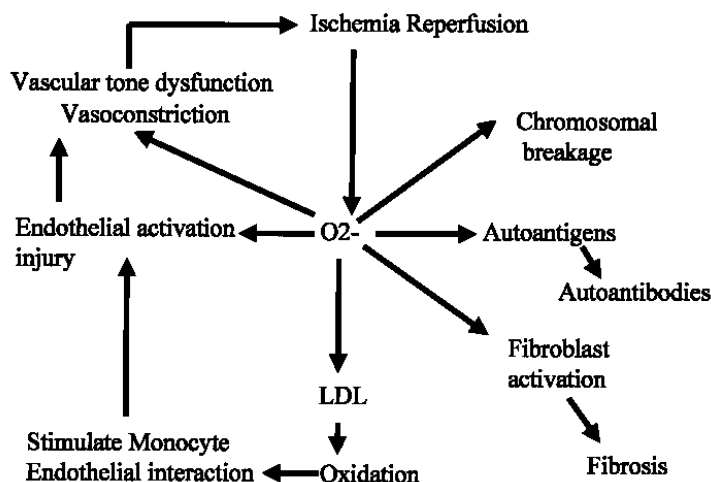 Ischemia Reperfusion
Vascular tone dysfunction
Vasoconstriction
Chromosomal
breakage
Endothelial activation
injury
O2-
Autoantigens
Autoantibodies
Fibroblast
activation
LDL
Stimulate Monocyte
Endothelial interaction
Oxidation
Fibrosis